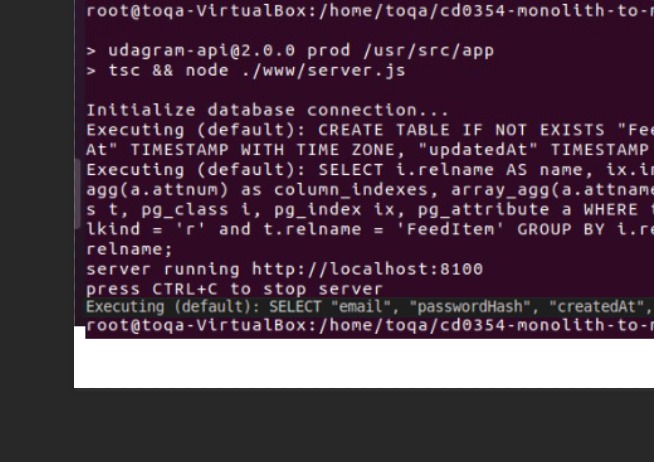 root@toqa-VirtualBox:/home/toqa/cd0354-monolith-to-
> udagram-api@2.0.0 prod /usr/src/app
> tsc && node ./www/server.js
Initialize database connection...
Executing (default): CREATE TABLE IF NOT EXISTS "Fee
At" TIMESTAMP WITH TIME ZONE, "updatedAt" TIMESTAMP
Executing (default): SELECT i.relname AS name, ix.in
agg(a.attnum) as column_indexes, array_agg(a.attname
s t, pg_class i, pg_index ix, pg_attribute a WHERE t
lkind = 'r' and t.relname = 'FeedItem' GROUP BY i.re
relname;
server running http://localhost:8100
press CTRL+C to stop server
Executing (default): SELECT "email", "passwordHash", "createdAt",
root@toqa-VirtualBox:/home/toqa/cd0354-monolith-to-